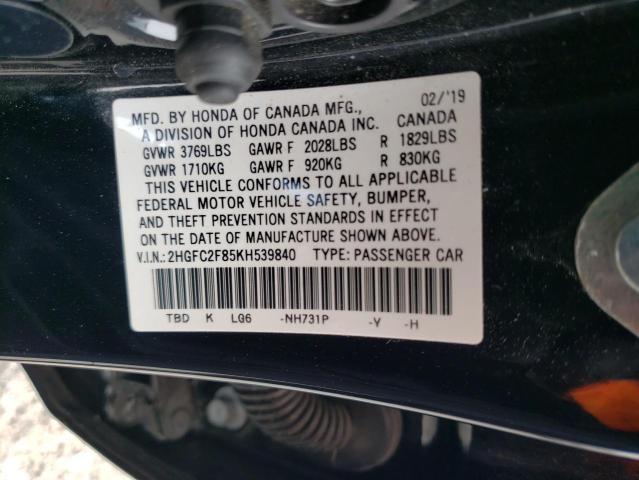 MFD. BY HONDA OF CANADA MFG., 02/'19
A DIVISION OF HONDA CANADA INC. CANADA
GVWR 3769LBS GAWR F 2028LBS R 1829LBS
GVWR 1710KG GAWR F 920KG R 830KG
THIS VEHICLE CONFORMS TO ALL APPLICABLE
FEDERAL MOTOR VEHICLE SAFETY, BUMPER,
AND THEFT PREVENTION STANDARDS IN EFFECT
ON THE DATE OF MANUFACTURE SHOWN ABOVE.
V.I.N.:2HGFC2F85KH539840 TYPE: PASSENGER CAR
TBD K LG6 -NH731P -Y -H